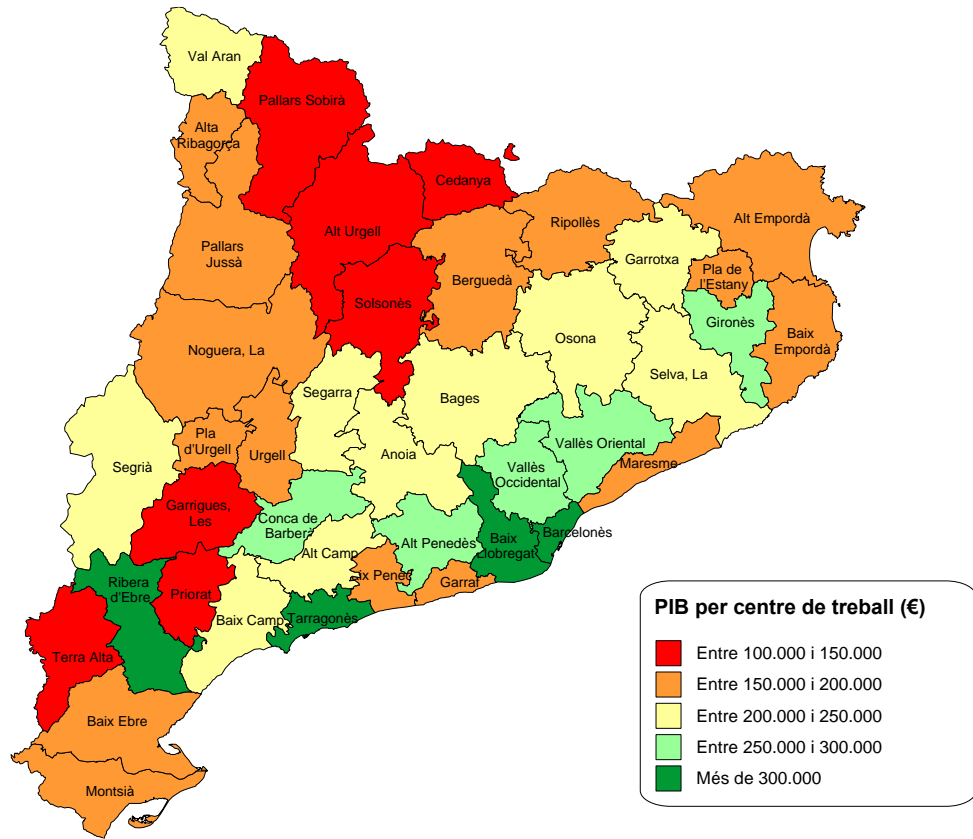 Val Aran
Pallars Sobirà
Alta
Ribagorça
Cedanya
Ripollès
Alt Empordà
Alt Urgell
Pallars
Jussà
Garrotxa
Pla de
l'Estany
Berguedà
Solsonès
Gironès
Baix
Empordà
Osona
Noguera, La
Selva, La
Segarra
Bages
Pla
d'Urgell
Urgell
Anoia
Vallès Oriental
Segrià
Vallès
Occidental
Maresme
Garrigues,
Les
Conca de
Barberà
Barcelonès
Alt Camp
Alt Penedès
Baix
Llobregat
Ribera
d'Ebre
Priorat
ix Pened
Garraf
Baix Camp
Tarragonès
Terra Alta
Baix Ebre
Montsià
PIB per centre de treball (€)
Entre 100.000 i 150.000
Entre 150.000 i 200.000
Entre 200.000 i 250.000
Entre 250.000 i 300.000
Més de 300.000